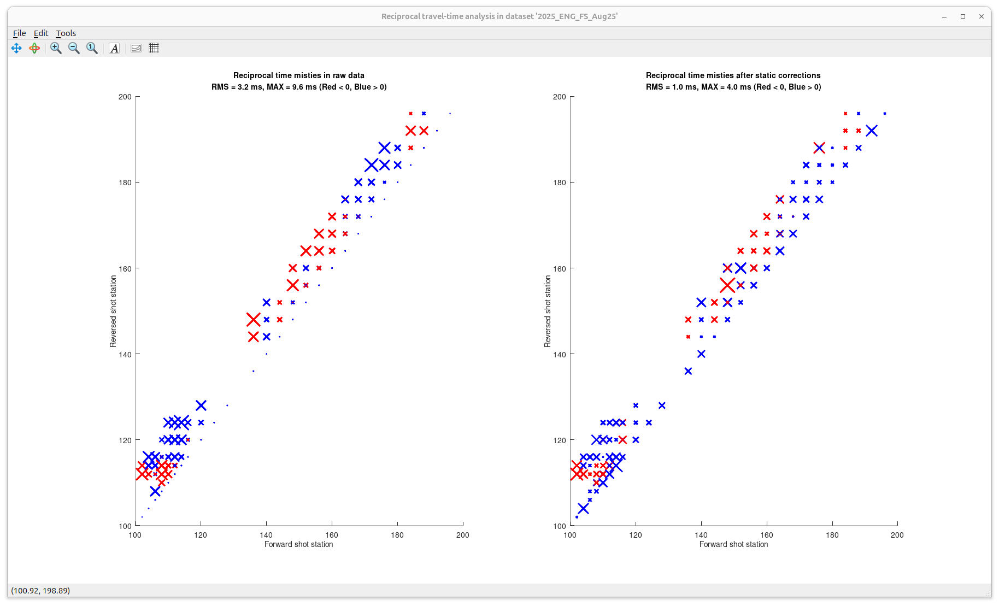 Reciprocal travel-time analysis in dataset '2025_ENG_FS_Aug25'
File Edit Tools
Reciprocal time misties in raw data
RMS = 3.2 ms, MAX = 9.6 ms (Red < 0, Blue > 0)
200
180
160
140
120
100
Reversed shot station
100 120 140 160 180 200
Forward shot station
Reciprocal time misties after static corrections
RMS = 1.0 ms, MAX = 4.0 ms (Red < 0, Blue > 0)
200
180
160
140
120
100
Reversed shot station
100 120 140 160 180 200
Forward shot station
(100.92, 198.89)